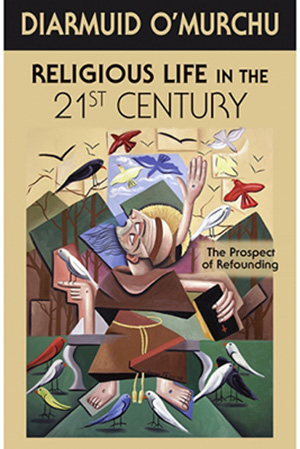 DIARMUID O'MURCHU
RELIGIOUS LIFE IN THE
21ST CENTURY
The Prospect
of Refounding